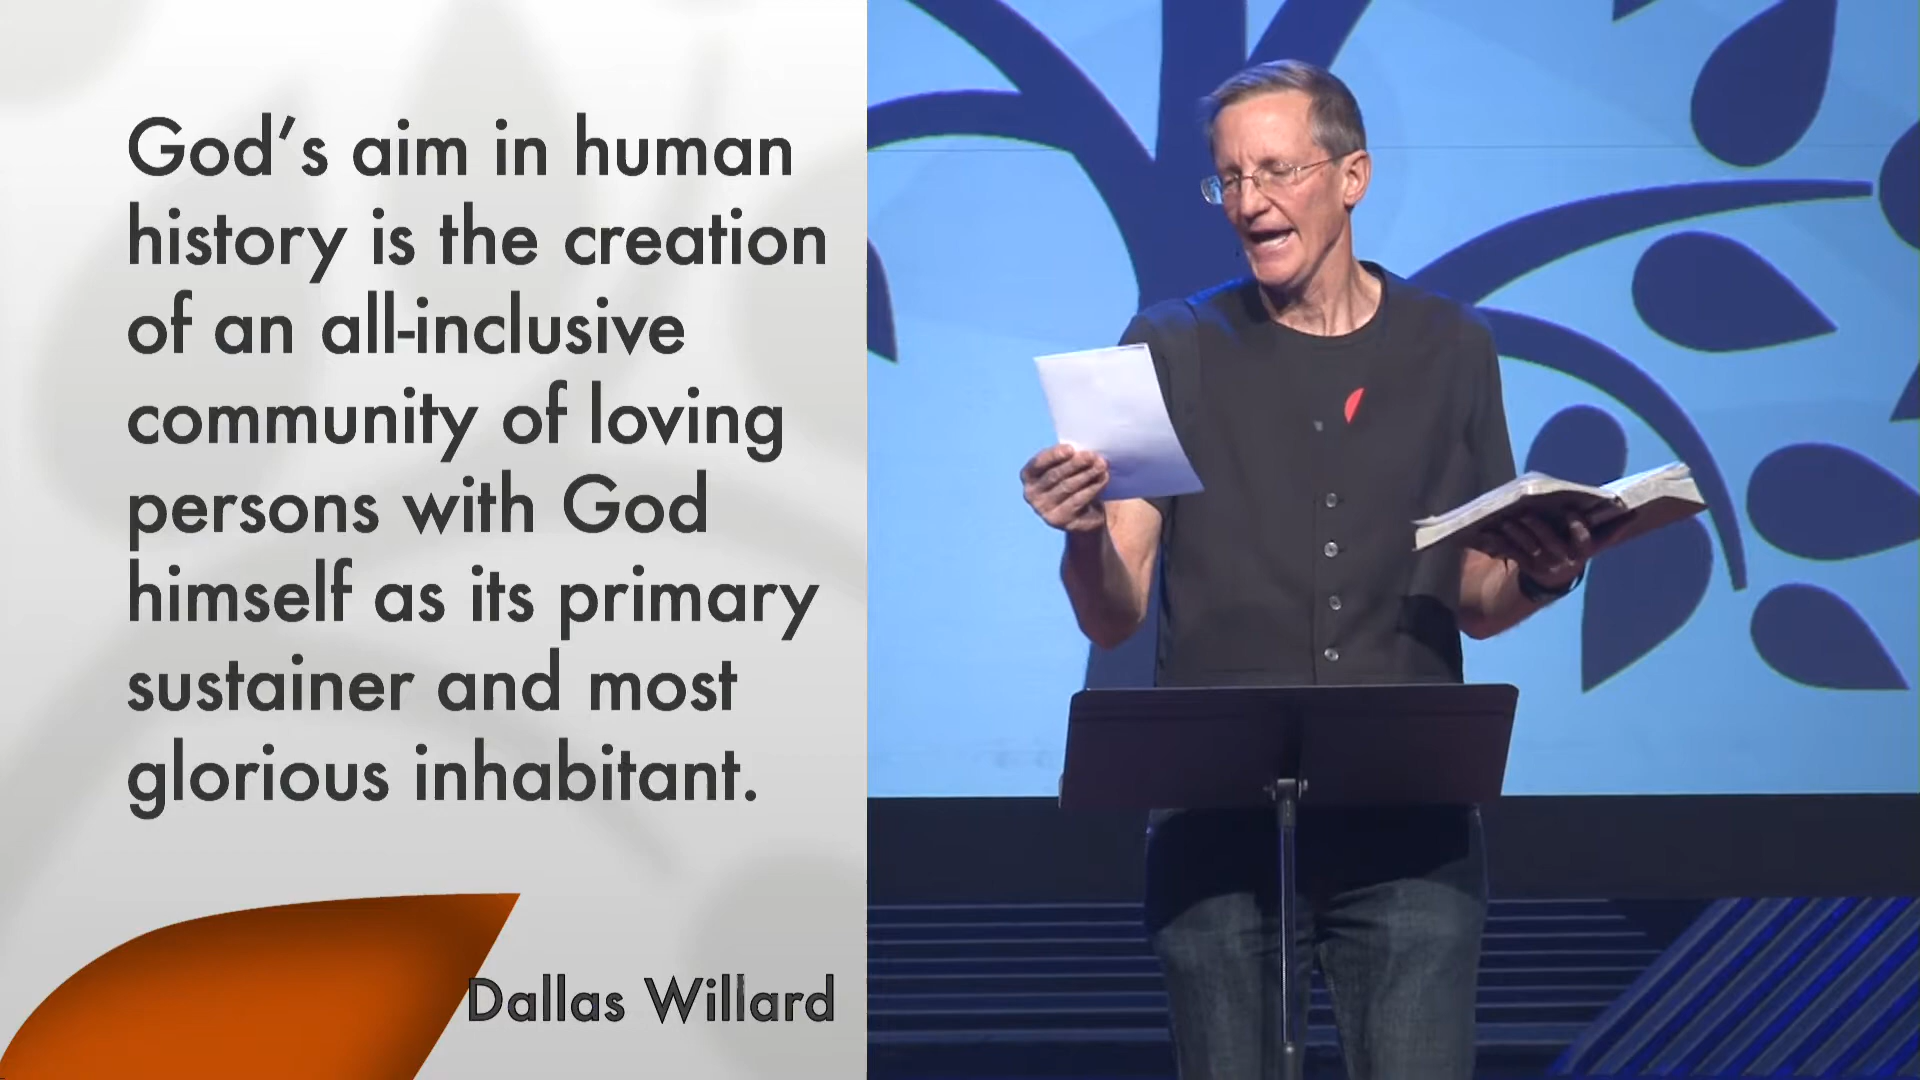 God’s aim in human
history is the creation
of an all-inclusive
community of loving
persons with God
himself as its primary
sustainer and most
glorious inhabitant.
Dallas Willard